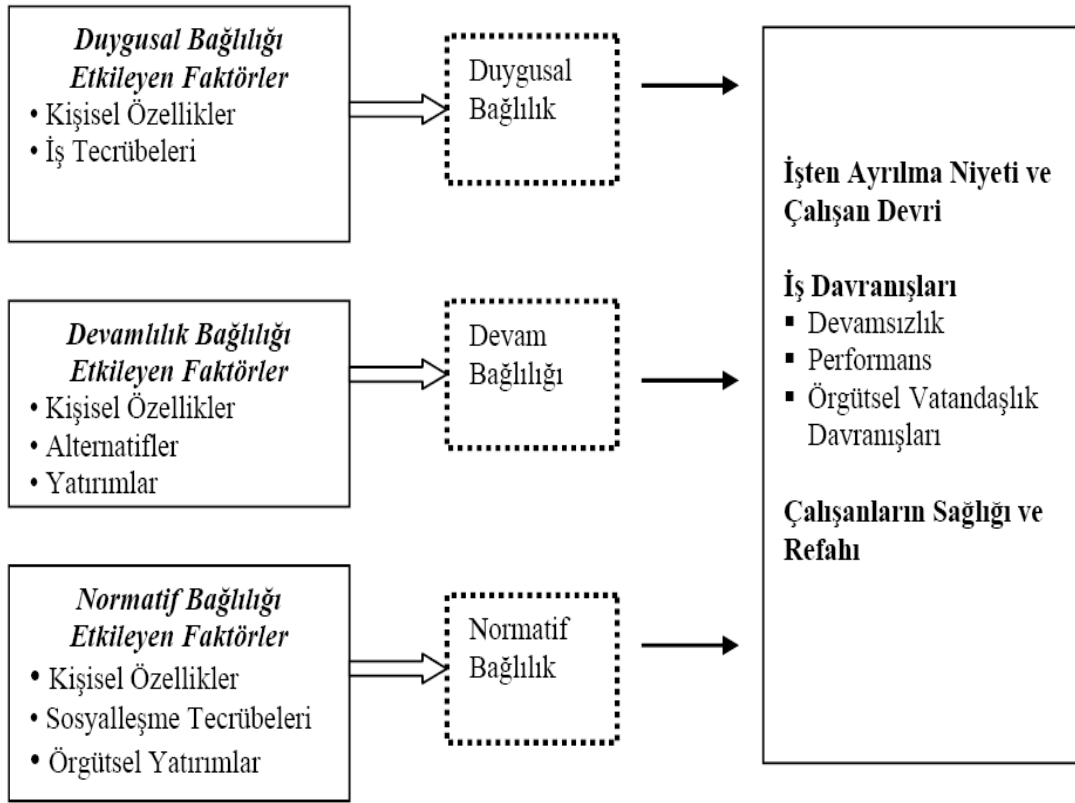 Duygusal Bağlılığı
Etkileyen Faktörler
• Kişisel Özellikler
• İş Tecrübeleri
Duygusal
Bağlılık
Devamlılık Bağlılığı
Etkileyen Faktörler
• Kişisel Özellikler
• Alternatifler
• Yatırımlar
Devam
Bağlılığı
Normatif Bağlılığı
Etkileyen Faktörler
• Kişisel Özellikler
• Sosyalleşme Tecrübeleri
• Örgütsel Yatırımlar
Normatif
Bağlılık
İşten Ayrılma Niyeti ve
Çalışan Devri
İş Davranışları
▪ Devamsızlık
▪ Performans
▪ Örgütsel Vatandaşlık
Davranışları
Çalışanların Sağlığı ve
Refahı